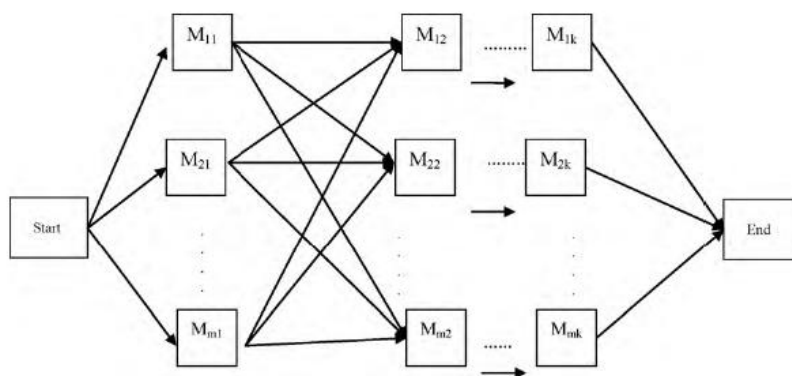 M₁₁ M₁₂ ........ M₁ₖ
M₂₁ M₂₂ ........ M₂ₖ
Start End
Mₘ₁ Mₘ₂ ...... Mₘₖ